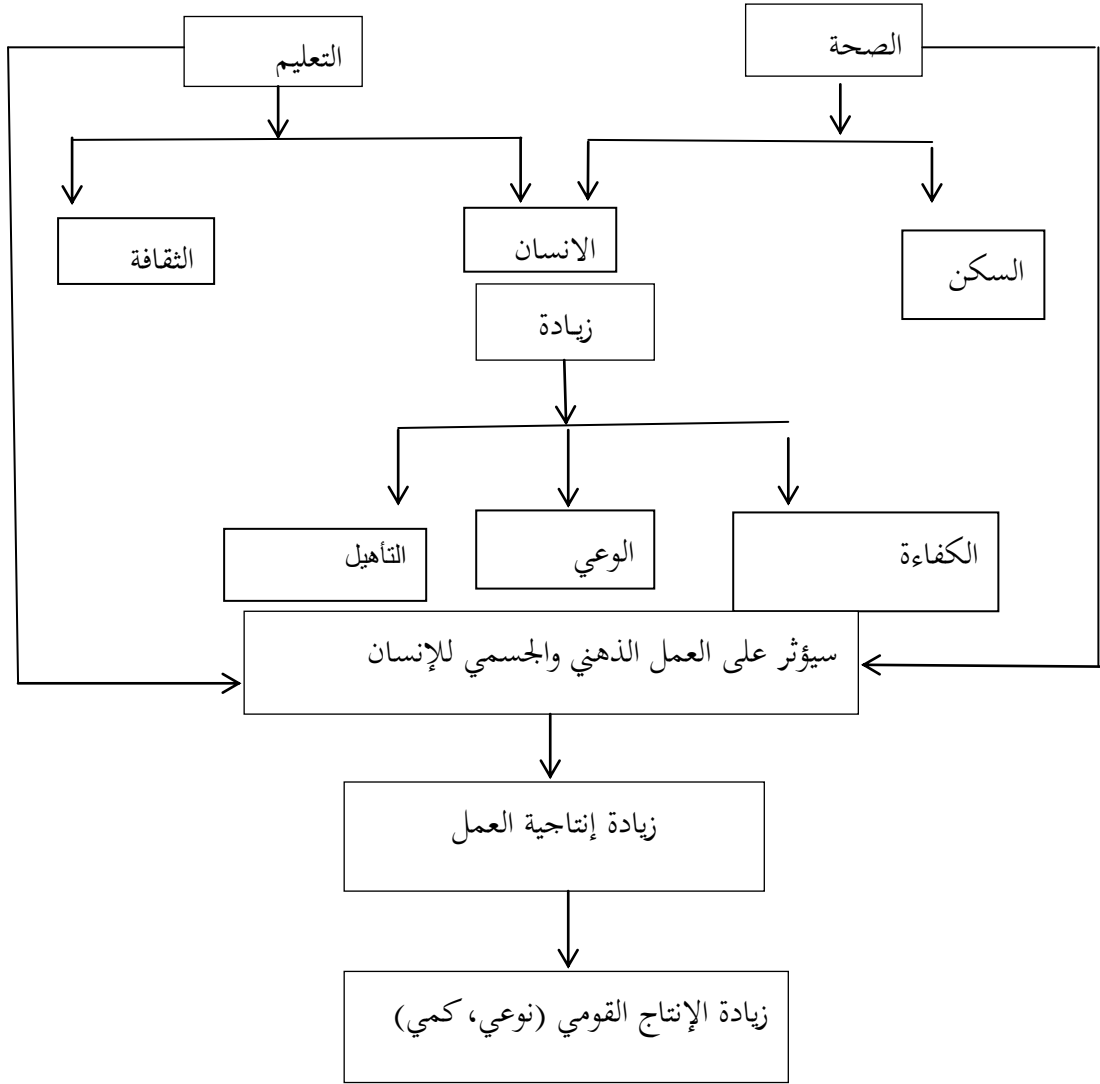 الصحة
التعليم
السكن
الانسان
الثقافة
زيادة
الكفاءة
الوعي
التأهيل
سيؤثر على العمل الذهني والجسمي للإنسان
زيادة إنتاجية العمل
زيادة الإنتاج القومي (نوعي، كمي)